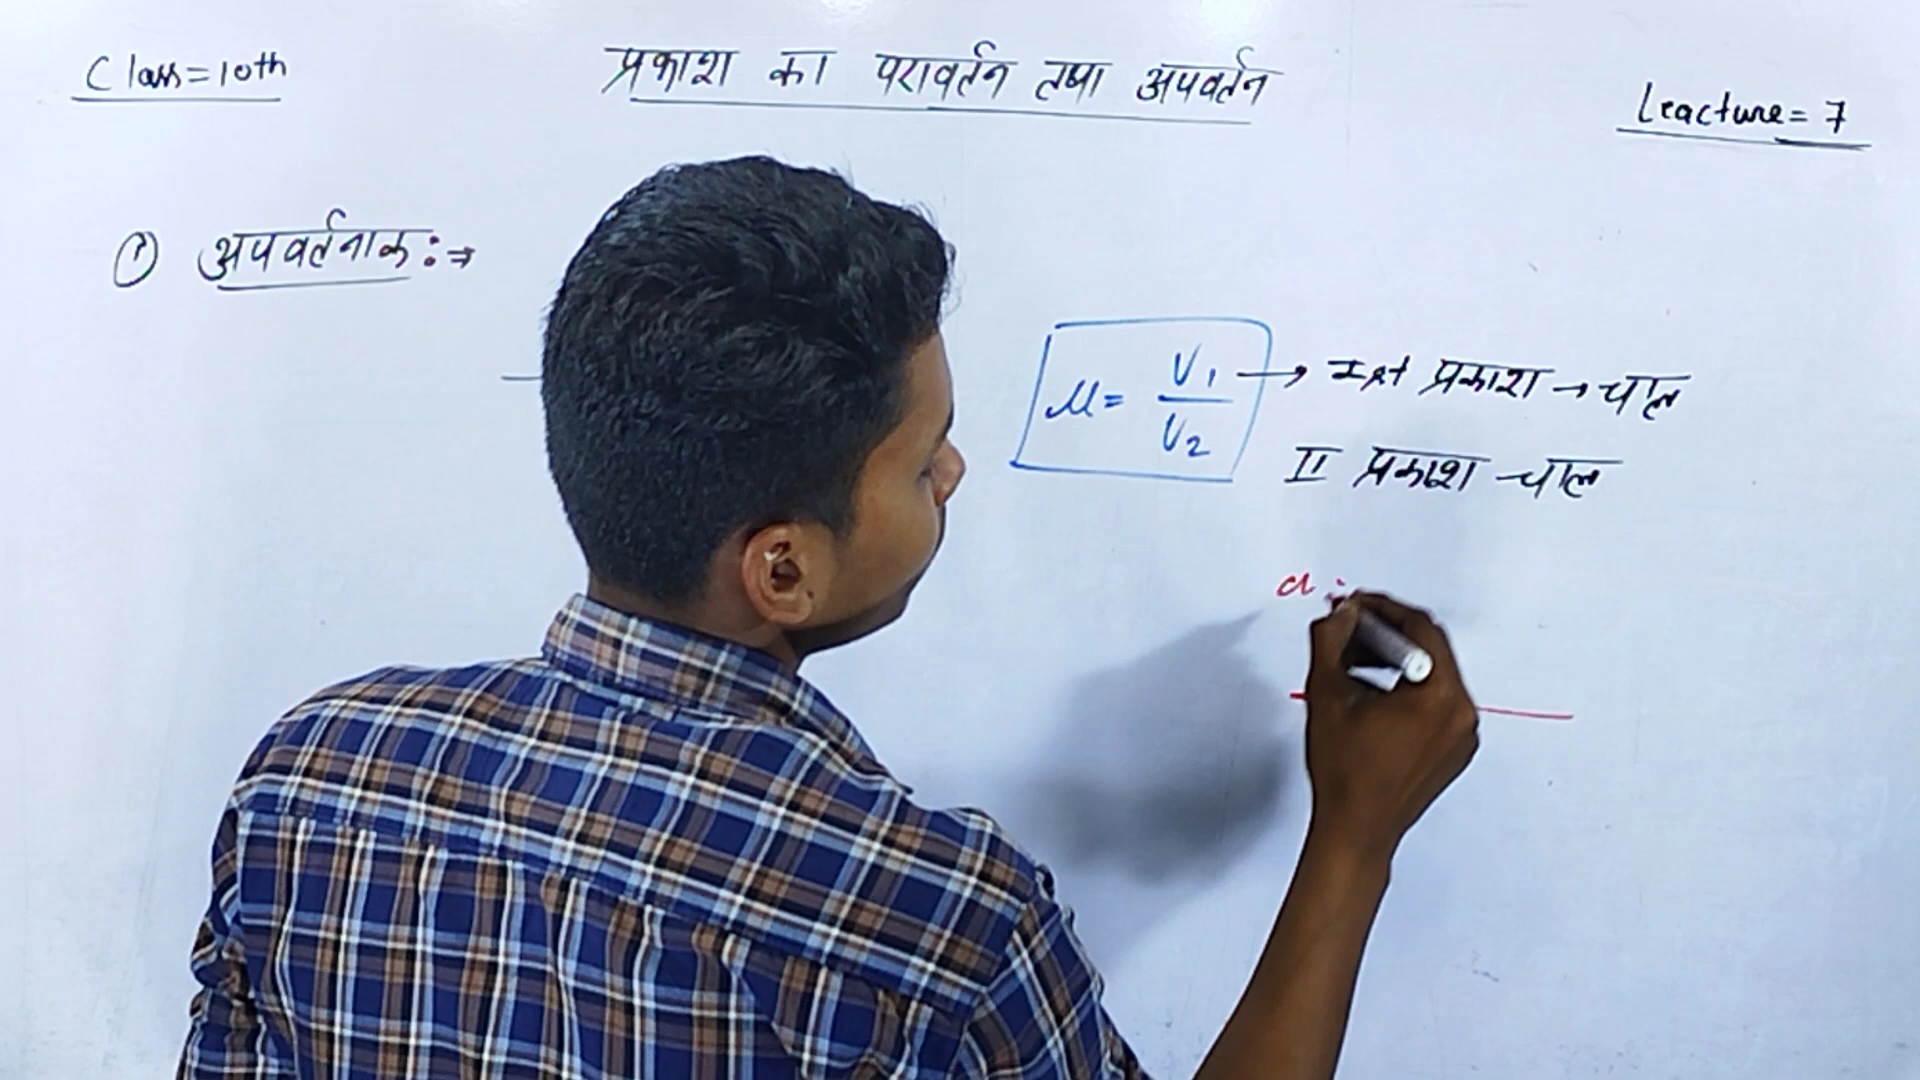 Class=10th
प्रकाश का परावर्तन तथा अपवर्तन
Leacture= 7
① अपवर्तनाक :⇒
μ= V₁/V₂ → Ist प्रकाश → चाल
II प्रकाश चाल